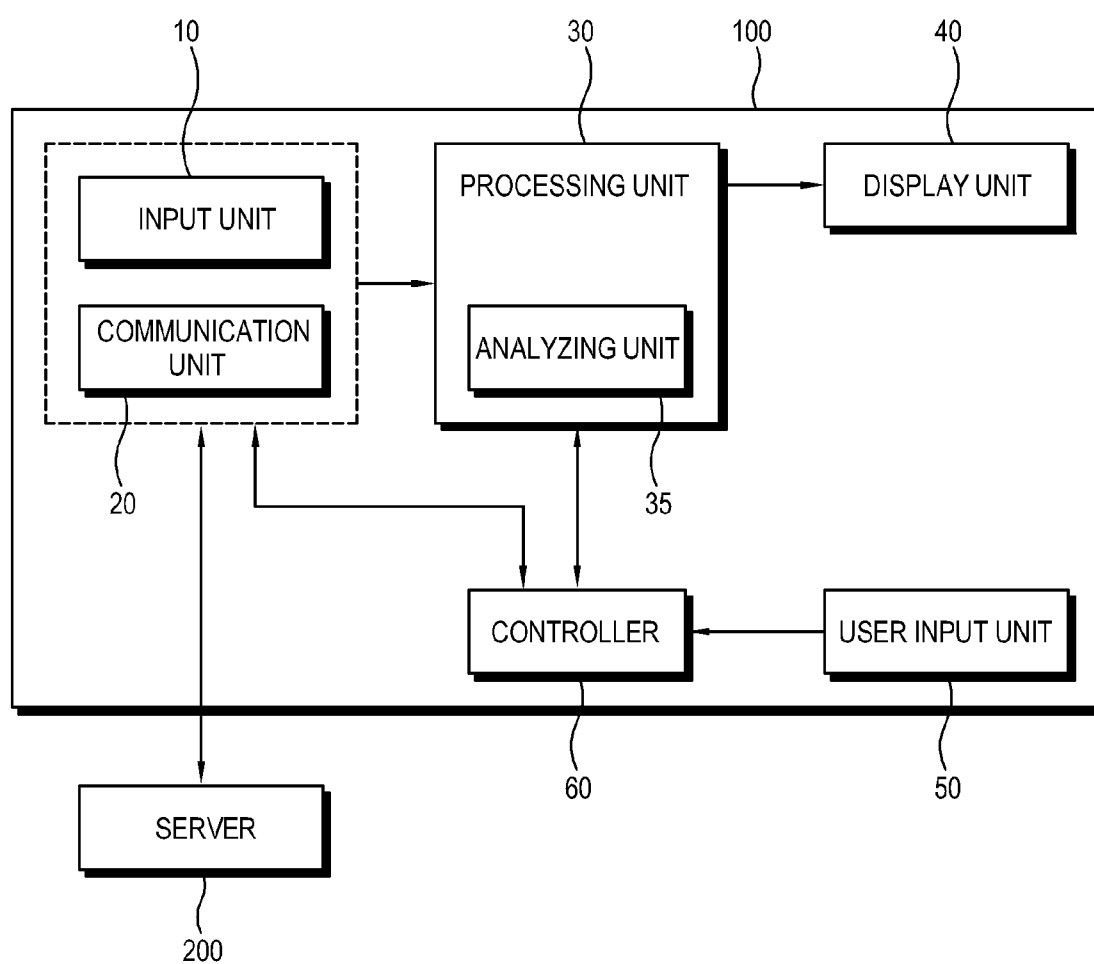 10
30
100
40
INPUT UNIT
PROCESSING UNIT
DISPLAY UNIT
COMMUNICATION
UNIT
ANALYZING UNIT
20
35
CONTROLLER
USER INPUT UNIT
60
50
SERVER
200